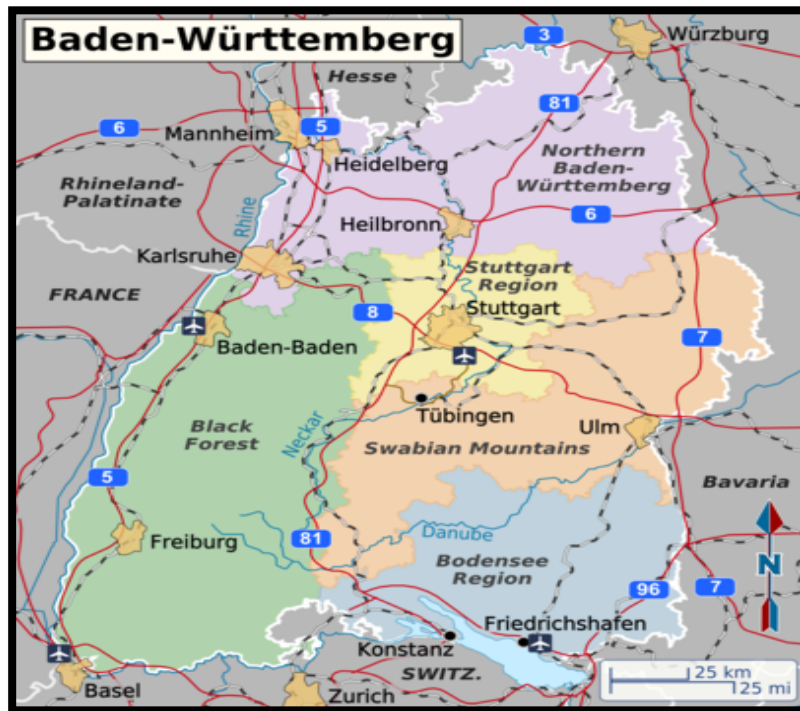 Baden-Württemberg
3
Würzburg
Hesse
81
6
Mannheim
5
Heidelberg
Northern
Baden-
Württemberg
Rhineland-
Palatinate
Rhine
Heilbronn
6
Karlsruhe
Stuttgart
Region
FRANCE
8
Stuttgart
7
Baden-Baden
Tübingen
Black
Forest
Neckar
Ulm
Swabian Mountains
5
Bavaria
Freiburg
81
Danube
N
Bodensee
Region
96
7
Friedrichshafen
Konstanz
SWITZ.
Basel
Zurich
25 km
125 mi